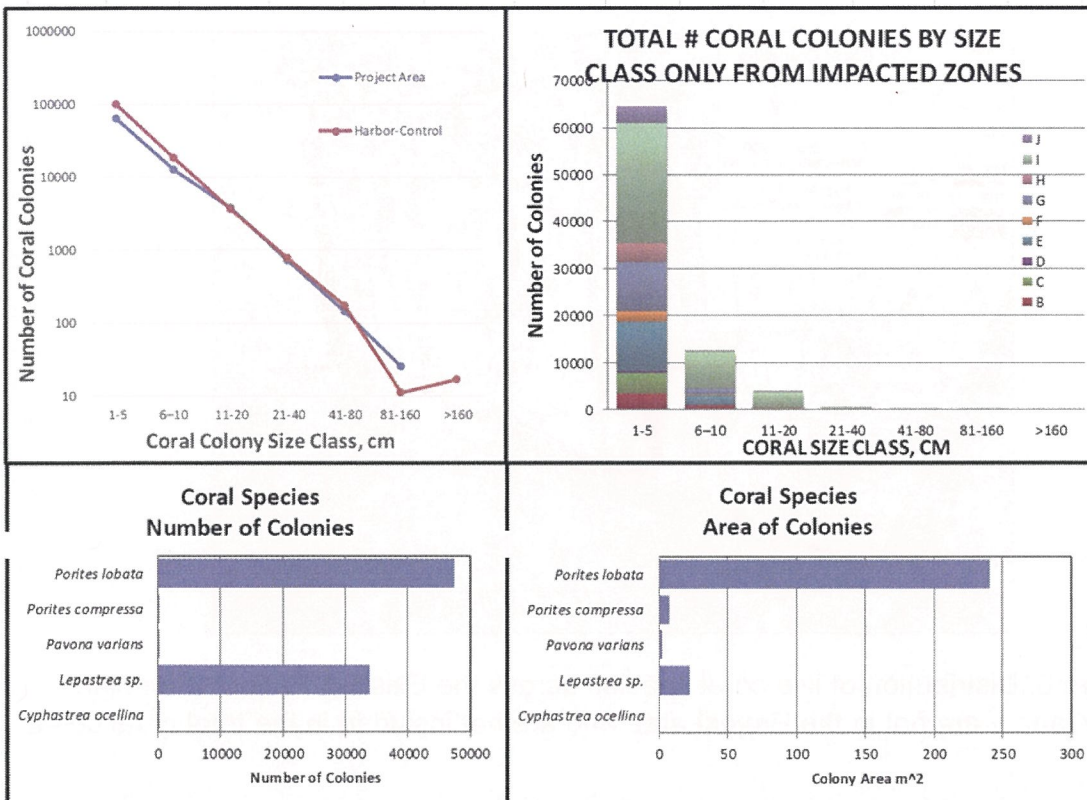 1000000
100000
10000
1000
100
10
Number of Coral Colonies
Project Area
Harbor-Control
1-5 6–10 11-20 21-40 41-80 81-160 >160
Coral Colony Size Class, cm
TOTAL # CORAL COLONIES BY SIZE
CLASS ONLY FROM IMPACTED ZONES
70000
60000
50000
40000
30000
20000
10000
0
Number of Colonies
J
I
H
G
F
E
D
C
B
1-5 6–10 11-20 21-40 41-80 81-160 >160
CORAL SIZE CLASS, CM
Coral Species
Number of Colonies
Porites lobata
Porites compressa
Pavona varians
Lepastrea sp.
Cyphastrea ocellina
0 10000 20000 30000 40000 50000
Number of Colonies
Coral Species
Area of Colonies
Porites lobata
Porites compressa
Pavona varians
Lepastrea sp.
Cyphastrea ocellina
0 50 100 150 200 250 300
Colony Area m^2